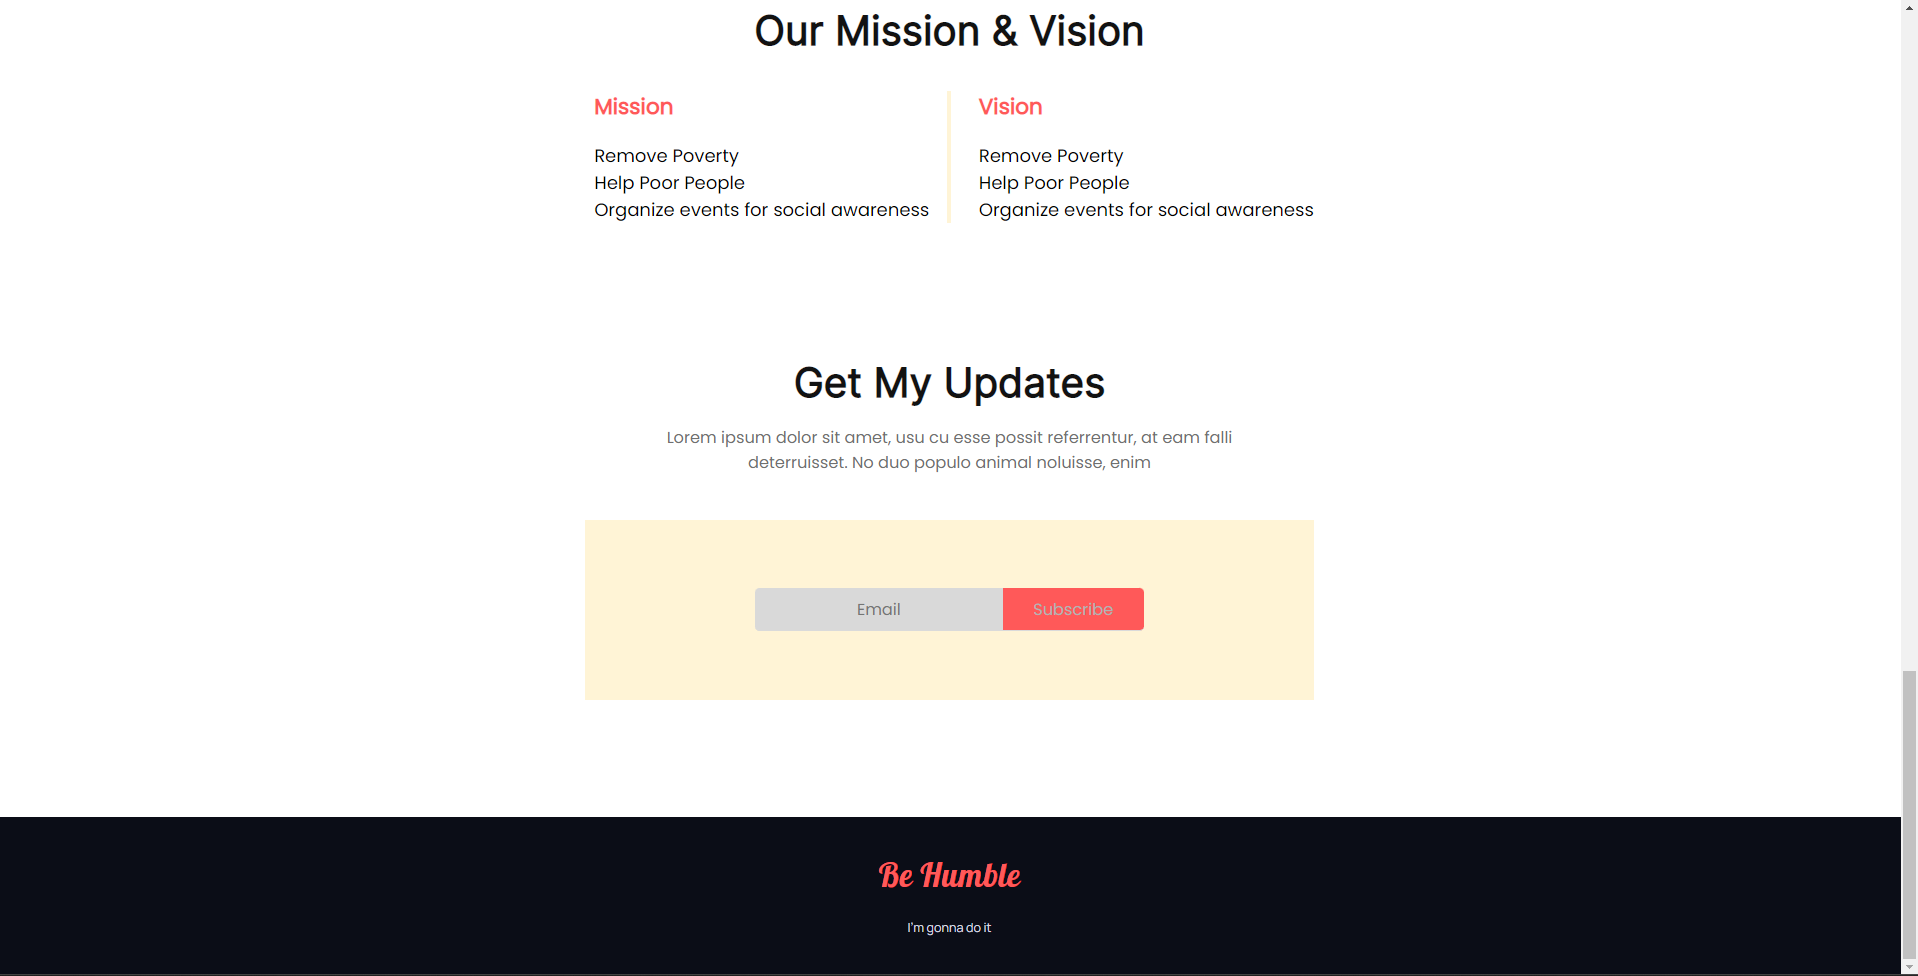 Our Mission & Vision
Mission
Remove Poverty
Help Poor People
Organize events for social awareness
Vision
Remove Poverty
Help Poor People
Organize events for social awareness
Get My Updates
Lorem ipsum dolor sit amet, usu cu esse possit referrentur, at eam falli
deterruisset. No duo populo animal noluisse, enim
Email
Subscribe
Be Humble
I'm gonna do it